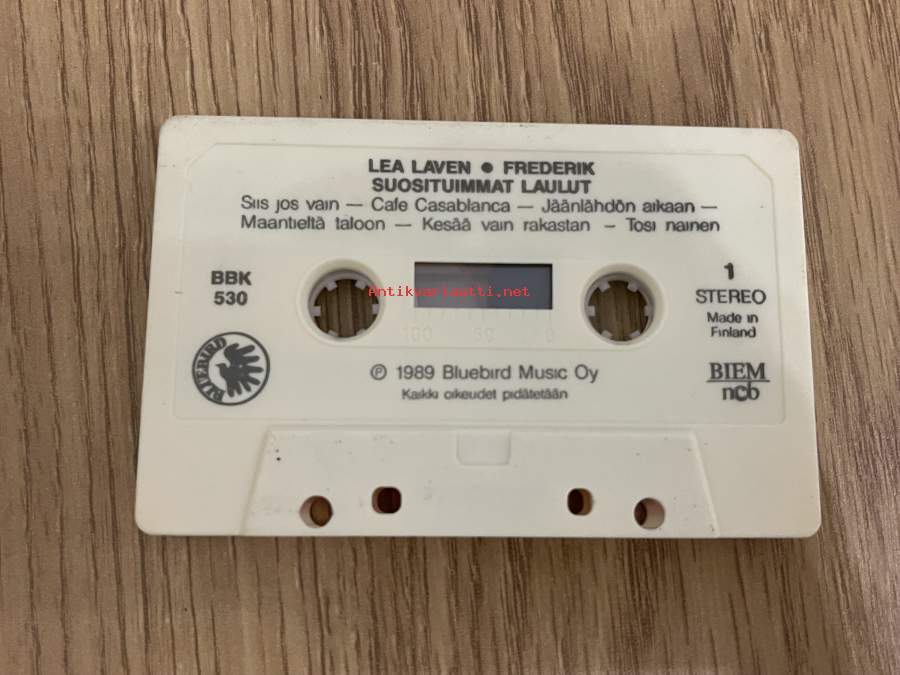 LEA LAVEN ● FREDERIK
SUOSITUIMMAT LAULUT
Siis jos vain — Cafe Casablanca — Jäänlähdön aikaan —
Maantieltä taloon — Kesää vain rakastan — Tosi nainen
BBK
530
1
STEREO
Made in
Finland
Antikvariaatti.net
100 50 0
BLUEBIRD
℗ 1989 Bluebird Music Oy
Kaikki oikeudet pidätetään
BIEM
ncb